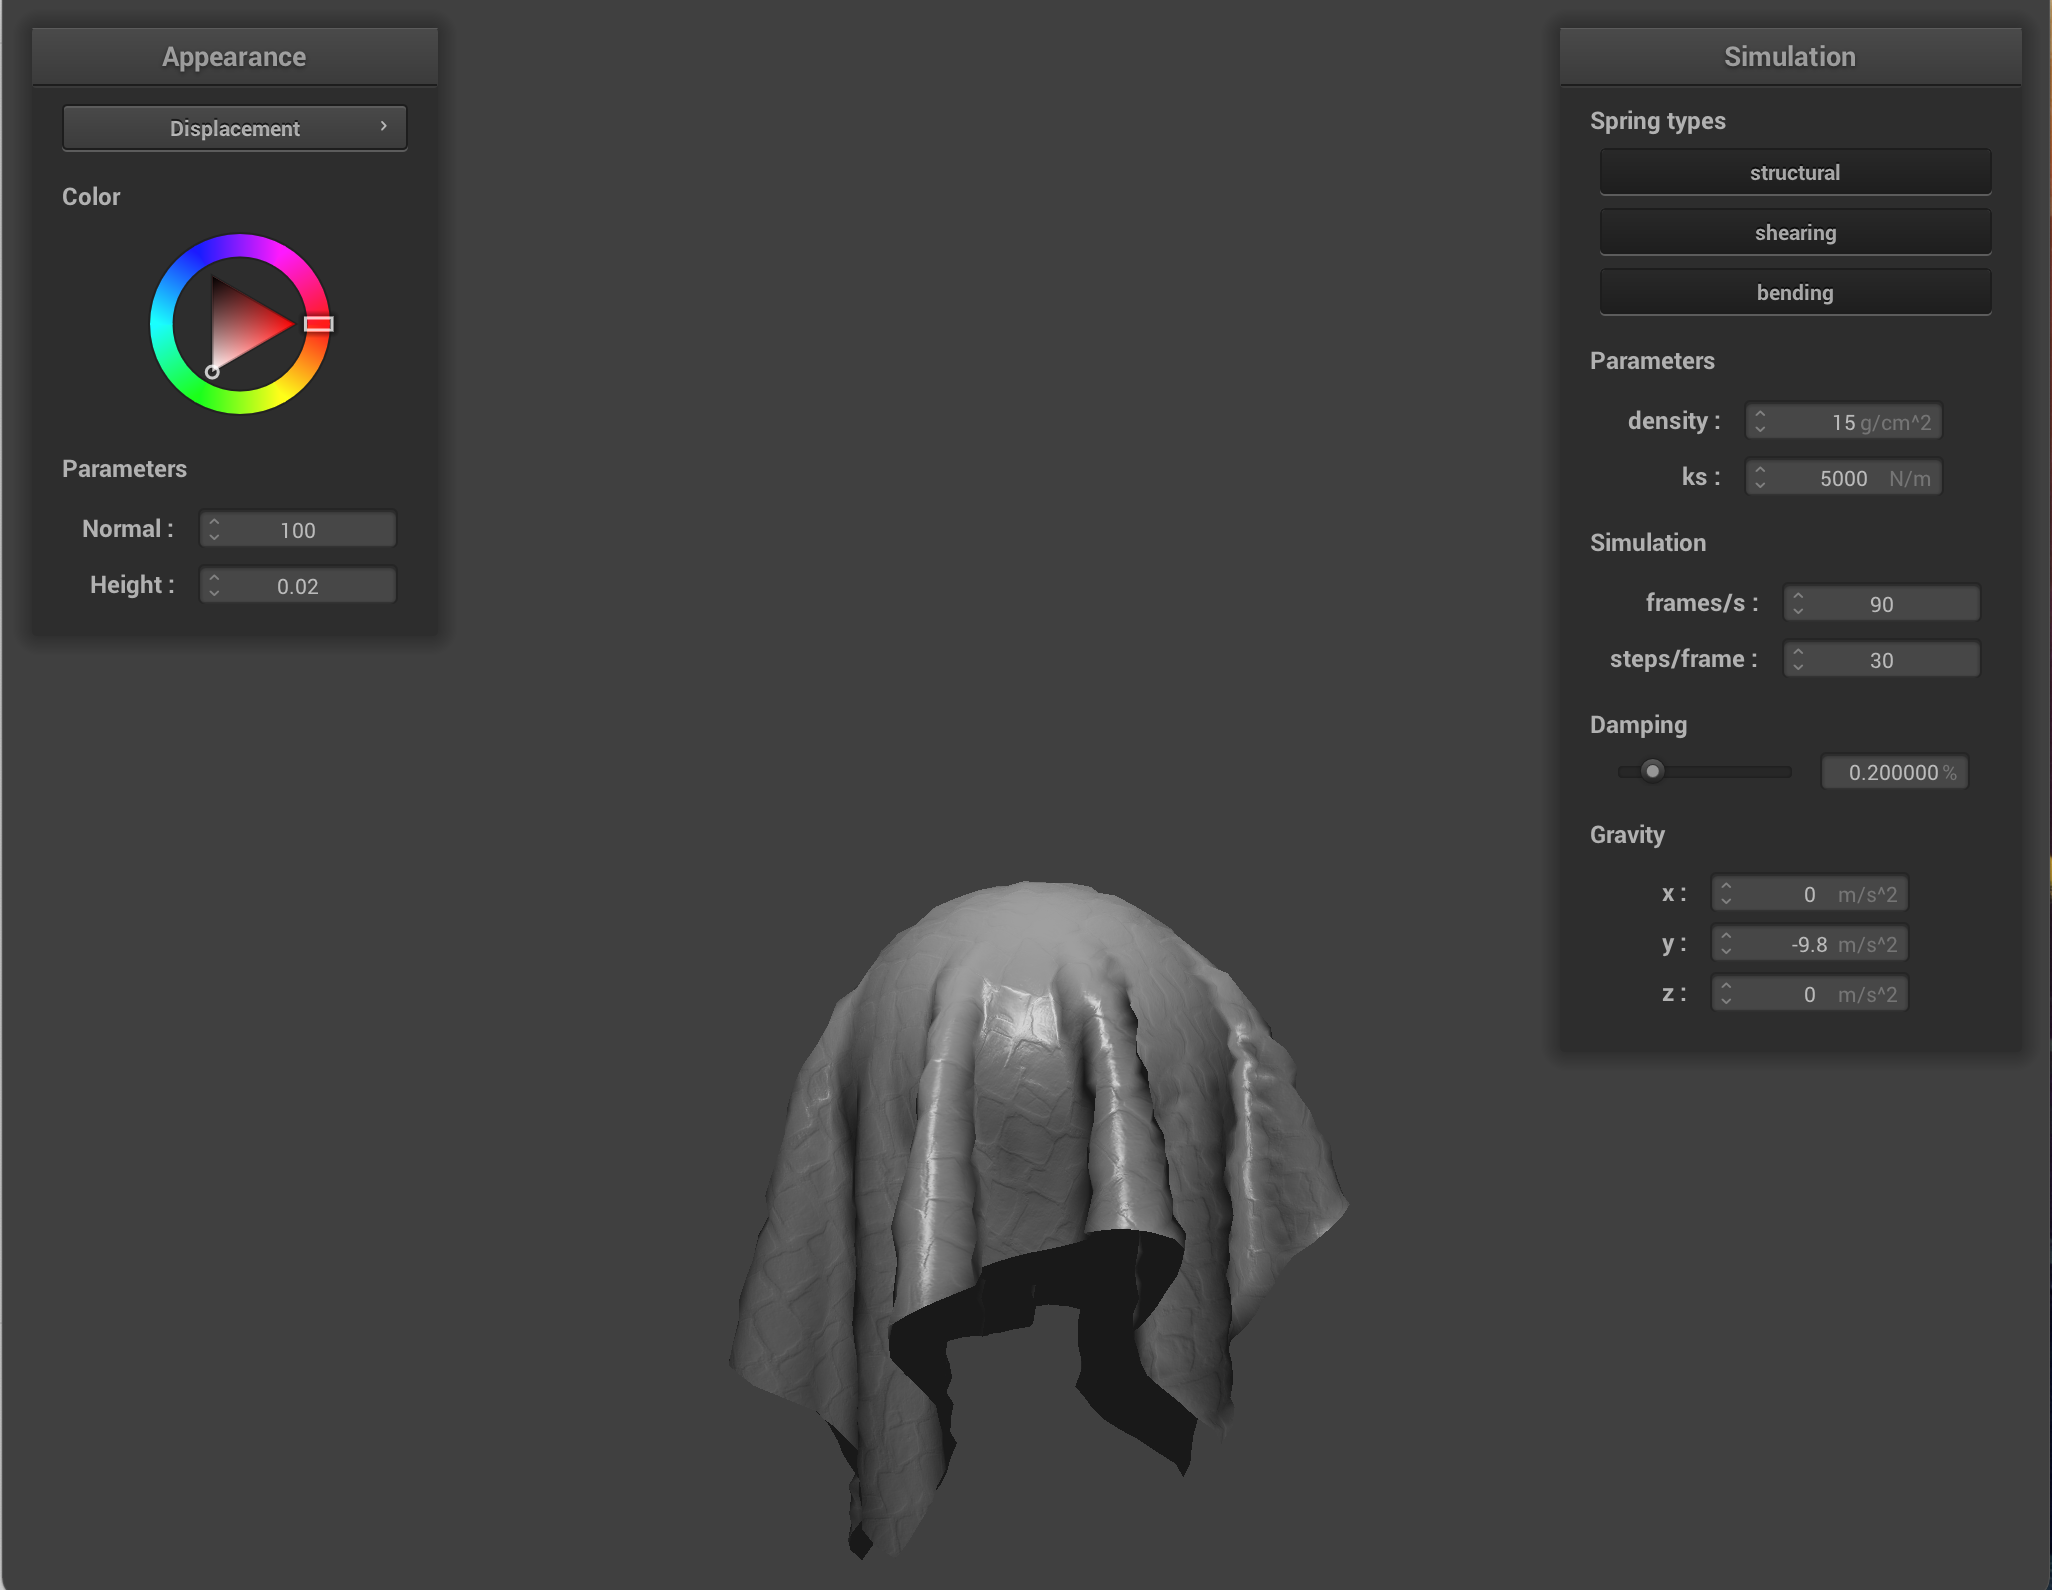 Appearance
Displacement
Color
Parameters
Normal : 100
Height : 0.02
Simulation
Spring types
structural
shearing
bending
Parameters
density : 15 g/cm^2
ks : 5000 N/m
Simulation
frames/s : 90
steps/frame : 30
Damping
0.200000 %
Gravity
x : 0 m/s^2
y : -9.8 m/s^2
z : 0 m/s^2